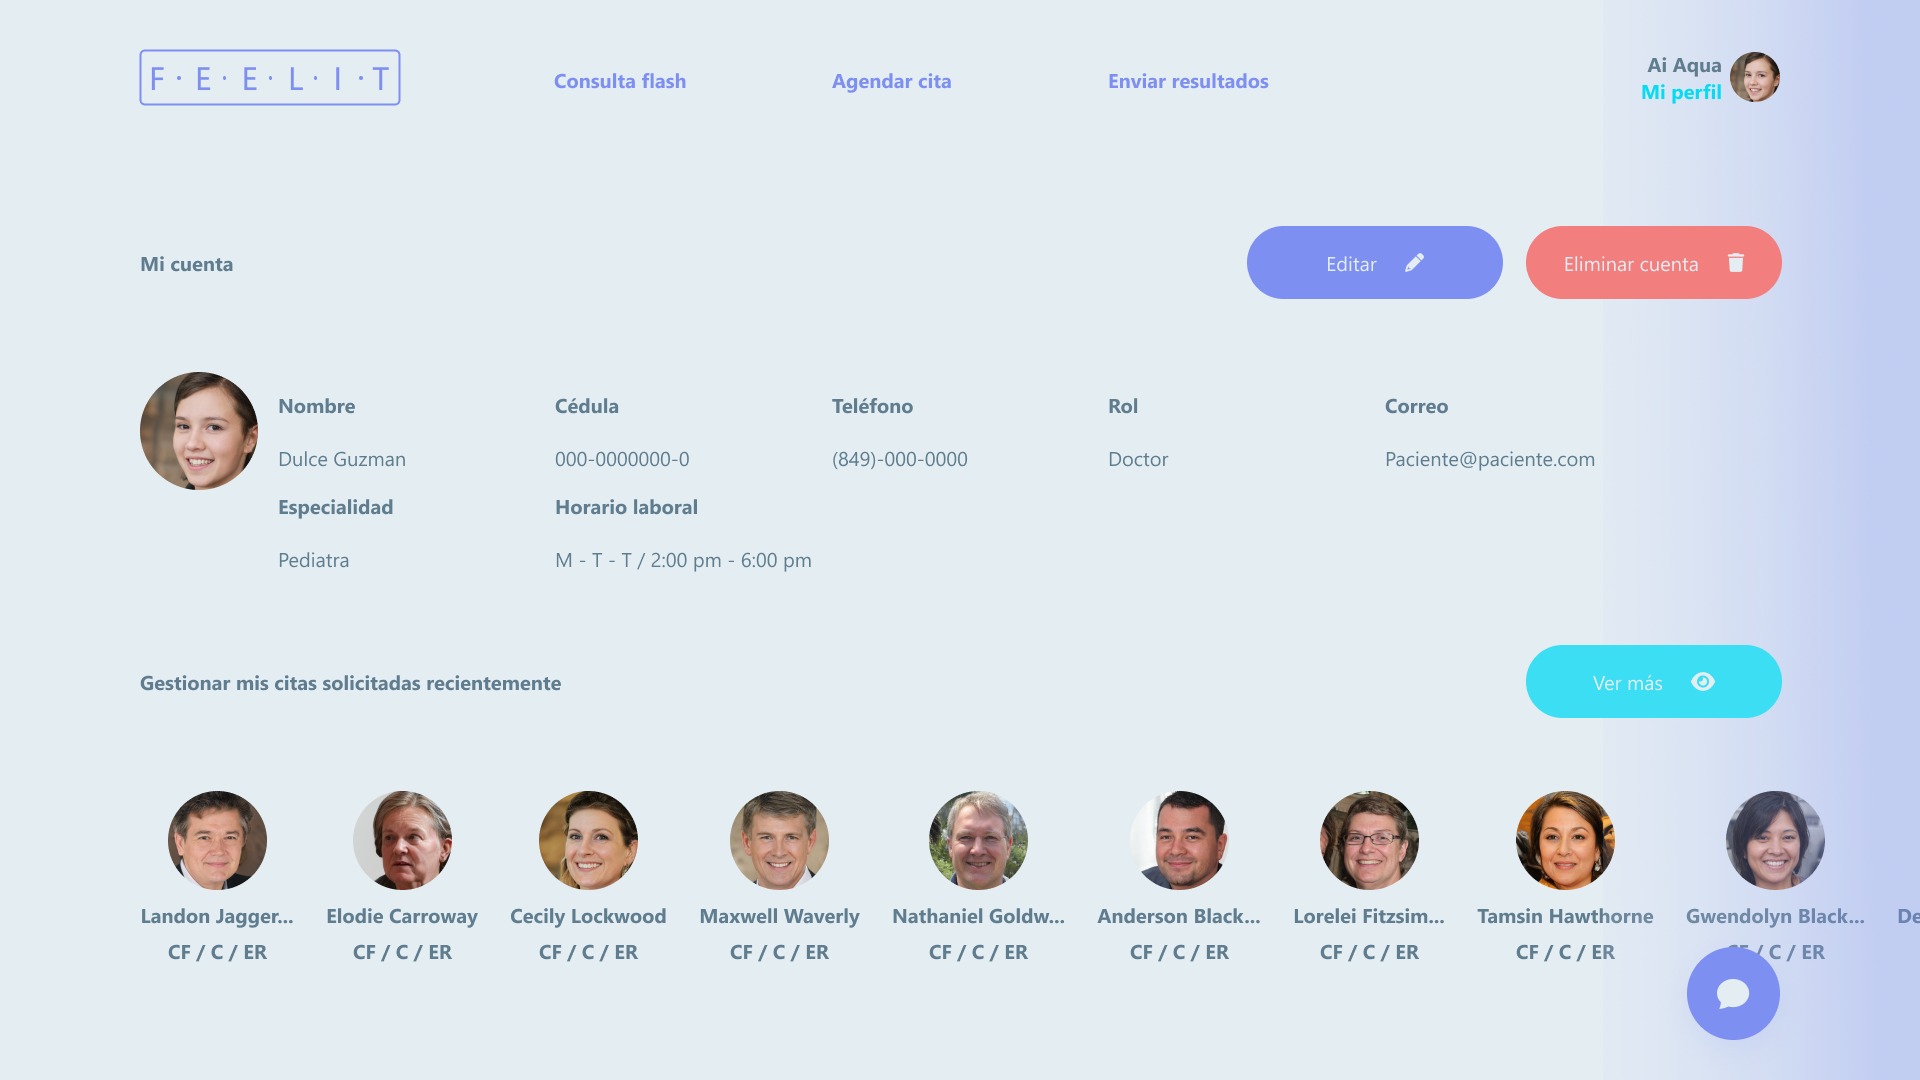 F·E·E·L·I·T
Consulta flash
Agendar cita
Enviar resultados
Ai Aqua
Mi perfil
Mi cuenta
Editar
Eliminar cuenta
Nombre
Cédula
Teléfono
Rol
Correo
Dulce Guzman
000-0000000-0
(849)-000-0000
Doctor
Paciente@paciente.com
Especialidad
Horario laboral
Pediatra
M - T - T / 2:00 pm - 6:00 pm
Gestionar mis citas solicitadas recientemente
Ver más
Landon Jagger...
Elodie Carroway
Cecily Lockwood
Maxwell Waverly
Nathaniel Goldw...
Anderson Black...
Lorelei Fitzsim...
Tamsin Hawthorne
Gwendolyn Black...
De
CF / C / ER
CF / C / ER
CF / C / ER
CF / C / ER
CF / C / ER
CF / C / ER
CF / C / ER
CF / C / ER
CF / C / ER